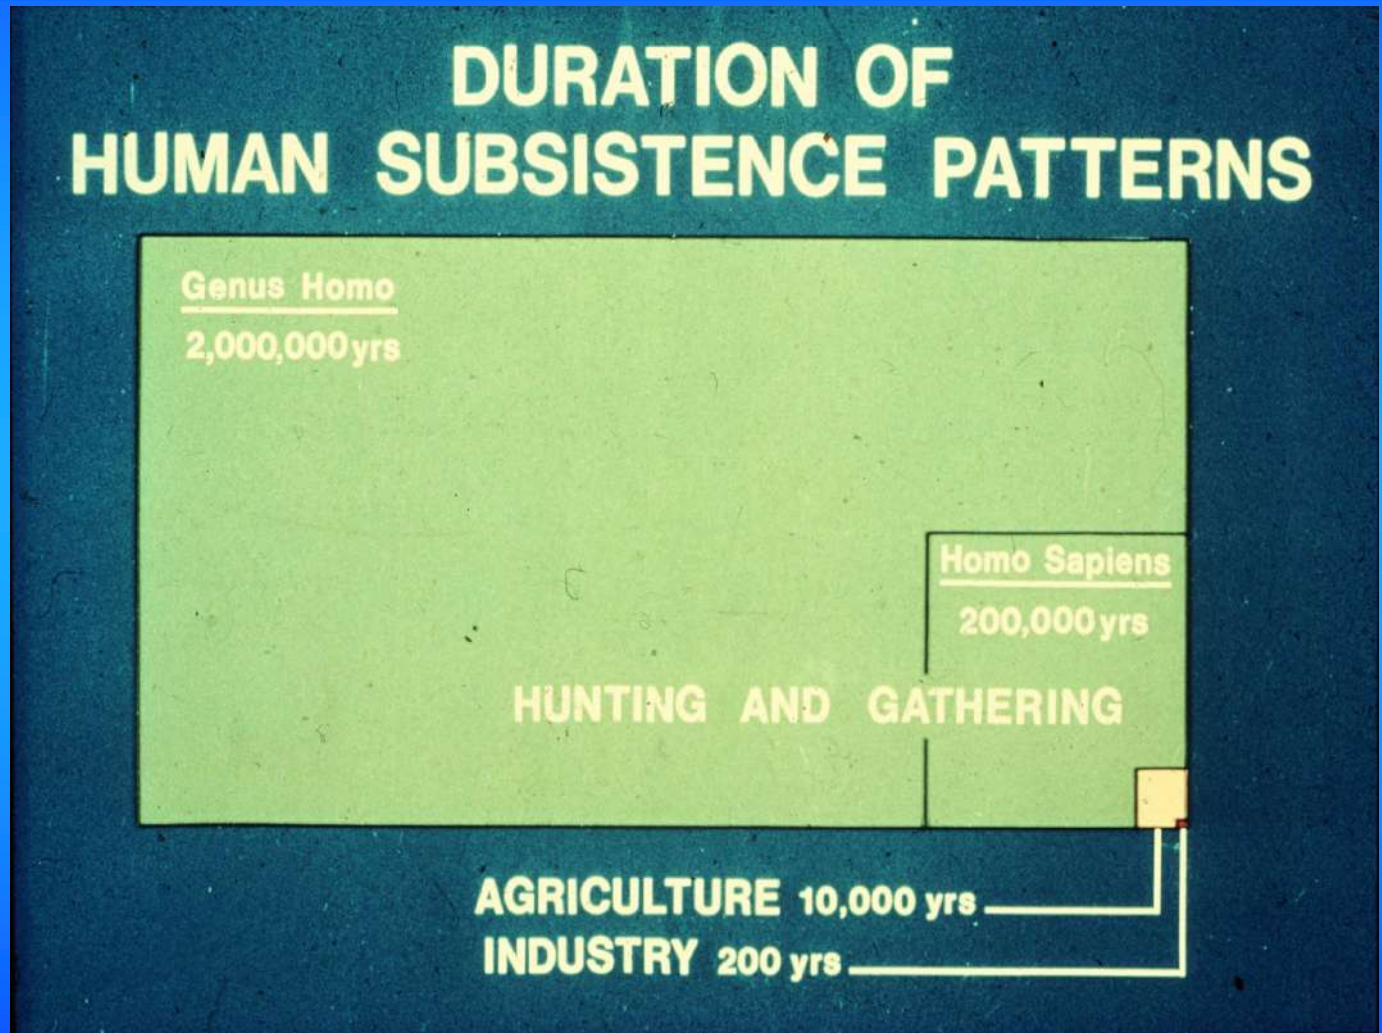 DURATION OF
HUMAN SUBSISTENCE PATTERNS
Genus Homo
2,000,000 yrs
Homo Sapiens
200,000 yrs
HUNTING AND GATHERING
AGRICULTURE 10,000 yrs
INDUSTRY 200 yrs